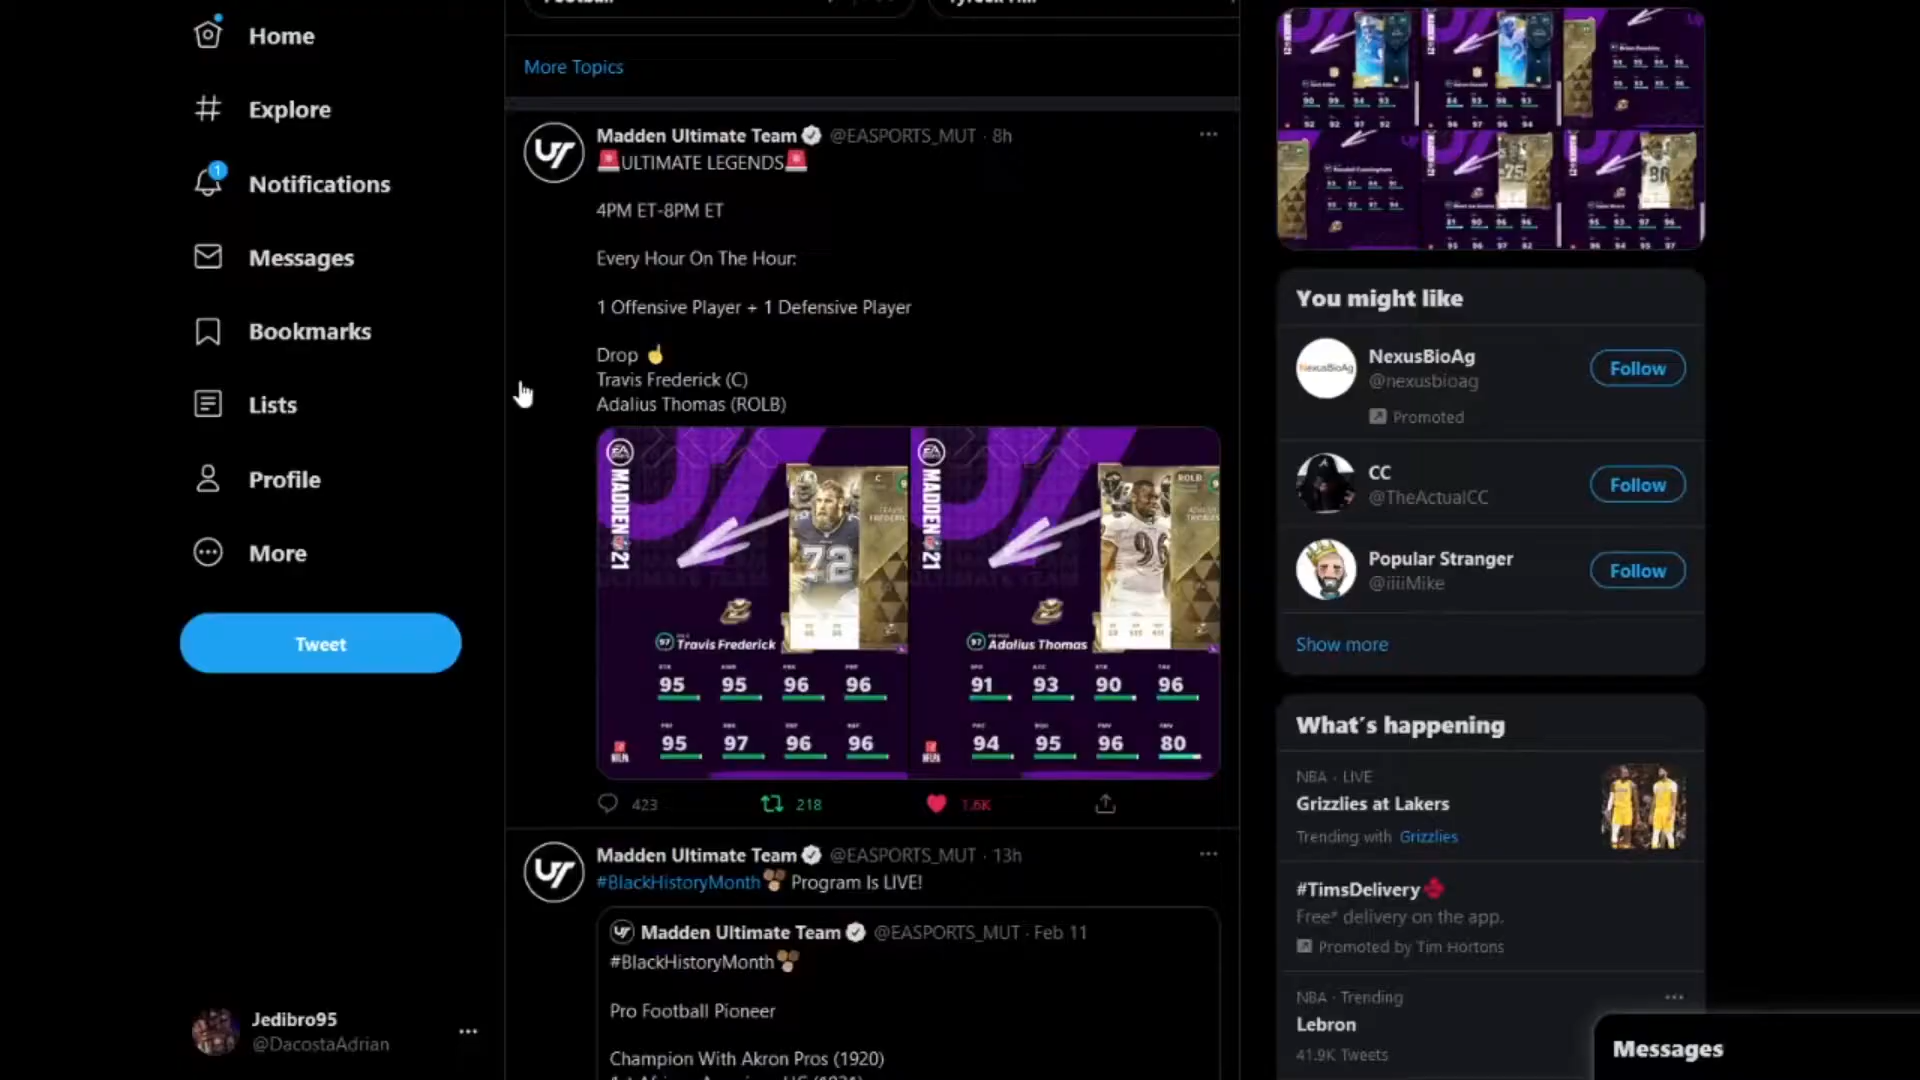 Home
Explore
1
Notifications
Messages
Bookmarks
Lists
Profile
More
Tweet
Jedibro95
@DacostaAdrian
More Topics
Madden Ultimate Team @EASPORTS_MUT · 8h
ULTIMATE LEGENDS
4PM ET-8PM ET
Every Hour On The Hour:
1 Offensive Player + 1 Defensive Player
Drop
Travis Frederick (C)
Adalius Thomas (ROLB)
MADDEN 21
C
72
97 Travis Frederick
95 95 96 96
95 97 96 96
MADDEN 21
ROLB
96
97 Adalius Thomas
91 93 90 96
94 95 96 80
423
218
1.6K
Madden Ultimate Team @EASPORTS_MUT · 13h
#BlackHistoryMonth Program Is LIVE!
Madden Ultimate Team @EASPORTS_MUT · Feb 11
#BlackHistoryMonth
Pro Football Pioneer
Champion With Akron Pros (1920)
You might like
NexusBioAg
@nexusbioag
Promoted
Follow
CC
@TheActualCC
Follow
Popular Stranger
@iiiiMike
Follow
Show more
What's happening
NBA · LIVE
Grizzlies at Lakers
Trending with Grizzlies
#TimsDelivery
Free* delivery on the app.
Promoted by Tim Hortons
NBA · Trending
Lebron
41.9K Tweets
Messages